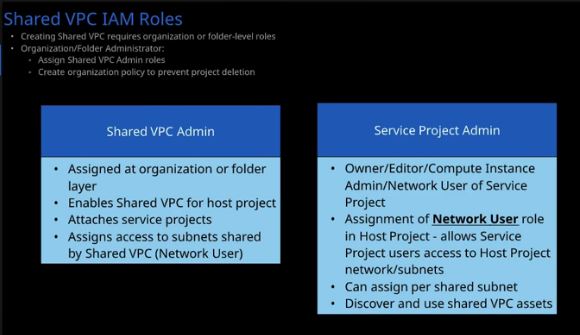 Shared VPC IAM Roles
• Creating Shared VPC requires organization or folder-level roles
• Organization/Folder Administrator:
• Assign Shared VPC Admin roles
• Create organization policy to prevent project deletion
Shared VPC Admin
• Assigned at organization or folder
layer
• Enables Shared VPC for host project
• Attaches service projects
• Assigns access to subnets shared
by Shared VPC (Network User)
Service Project Admin
• Owner/Editor/Compute Instance
Admin/Network User of Service
Project
• Assignment of Network User role
in Host Project - allows Service
Project users access to Host Project
network/subnets
• Can assign per shared subnet
• Discover and use shared VPC assets